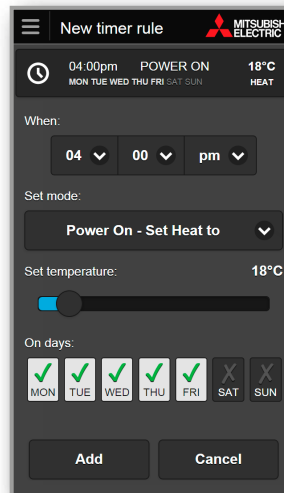 New timer rule
MITSUBISH
ELECTRIC
04:00pm POWER ON 18°C
MON TUE WED THU FRI SAT SUN HEAT
When:
04 00 pm
Set mode:
Power On - Set Heat to
Set temperature: 18°C
On days:
MON TUE WED THU FRI SAT SUN
Add Cancel